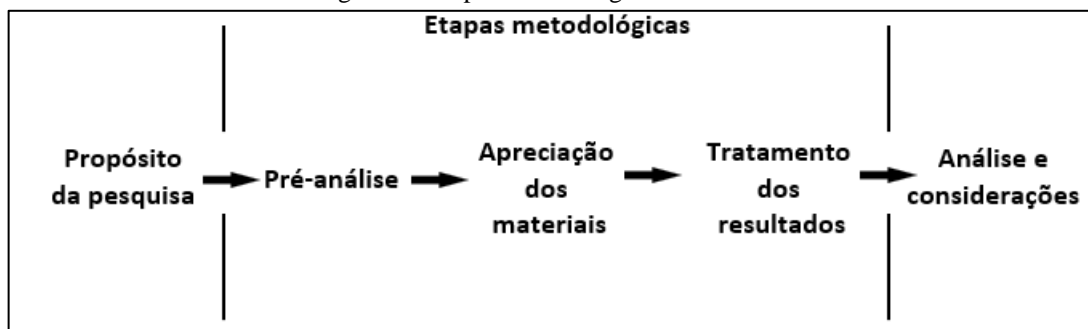 Etapas metodológicas
Propósito
da pesquisa
Pré-análise
Apreciação
dos
materiais
Tratamento
dos
resultados
Análise e
considerações